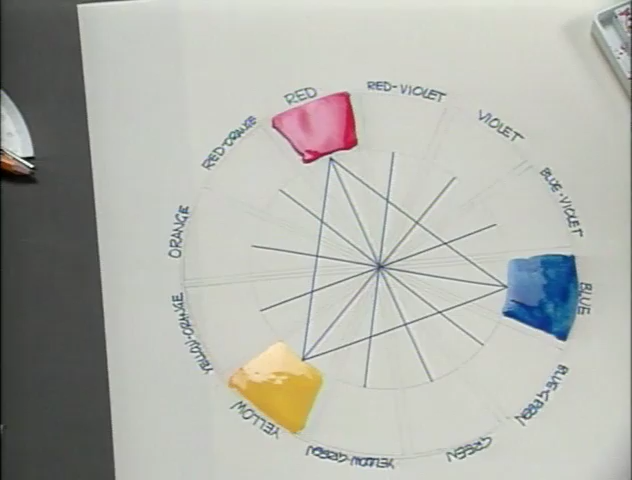 RED
RED-VIOLET
VIOLET
BLUE-VIOLET
BLUE
BLUE-GREEN
GREEN
YELLOW-GREEN
YELLOW
YELLOW-ORANGE
ORANGE
RED-ORANGE